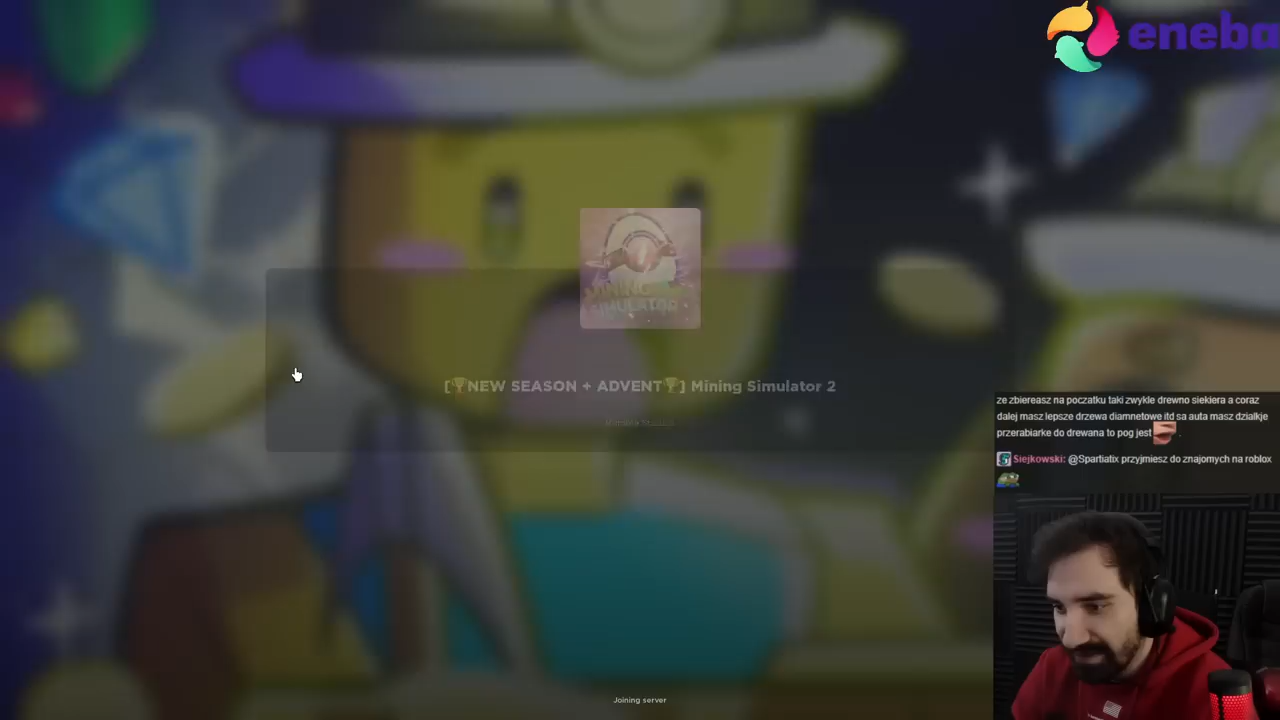 eneba
MINING
SIMULATOR
[🏆NEW SEASON + ADVENT🏆] Mining Simulator 2
ze zbiereasz na poczatku taki zwykle drewno siekiera a coraz
dalej masz lepsze drzewa diamnetowe itd sa auta masz dzialkje
przerabiarke do drewana to pog jest .
Siejkowski: @Spartiatix przyjmiesz do znajomych na roblox
Joining server